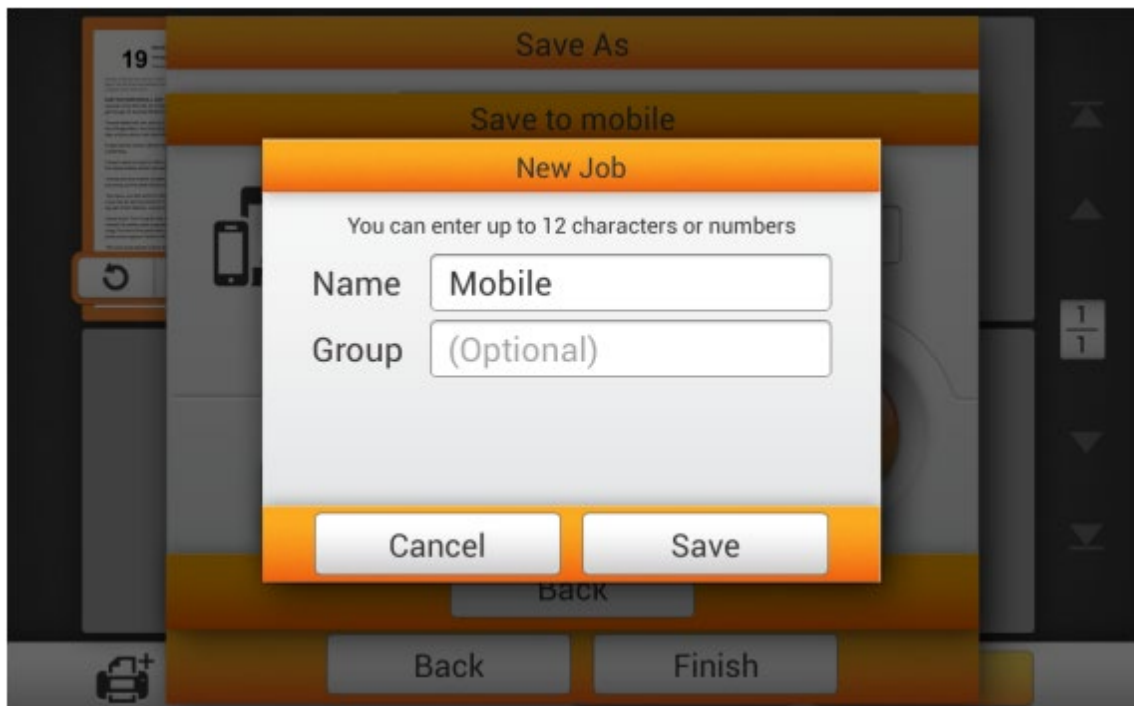 Save As
19
Save to mobile
New Job
You can enter up to 12 characters or numbers
Name Mobile
Group (Optional)
1
1
Cancel Save
Back
Back Finish